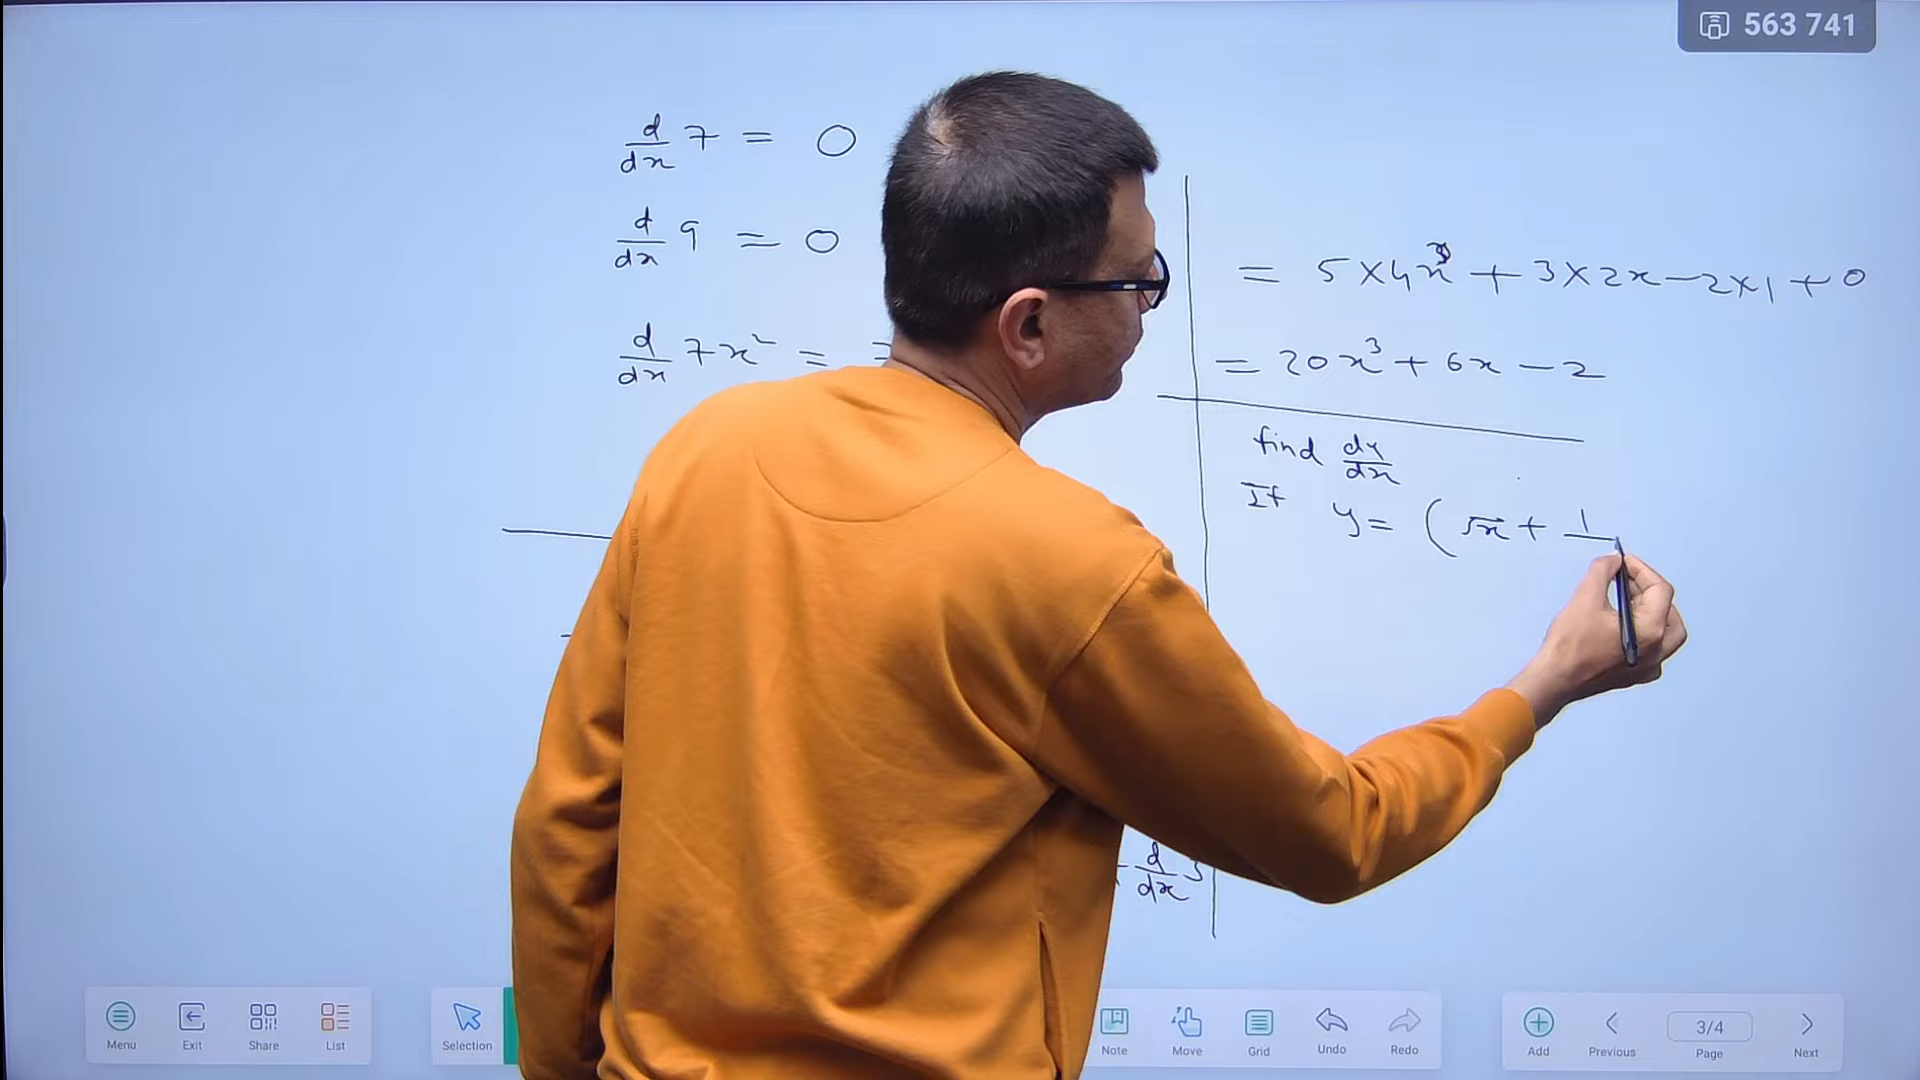 563 741
d/dx 7 = 0
d/dx 9 = 0
d/dx 7x² =
= 5×4x³ + 3×2x - 2×1 + 0
= 20x³ + 6x - 2
find dy/dx
If y = (√x + 1/
d/dx 3
Menu Exit Share List Selection Note Move Grid Undo Redo Add Previous 3/4 Page Next